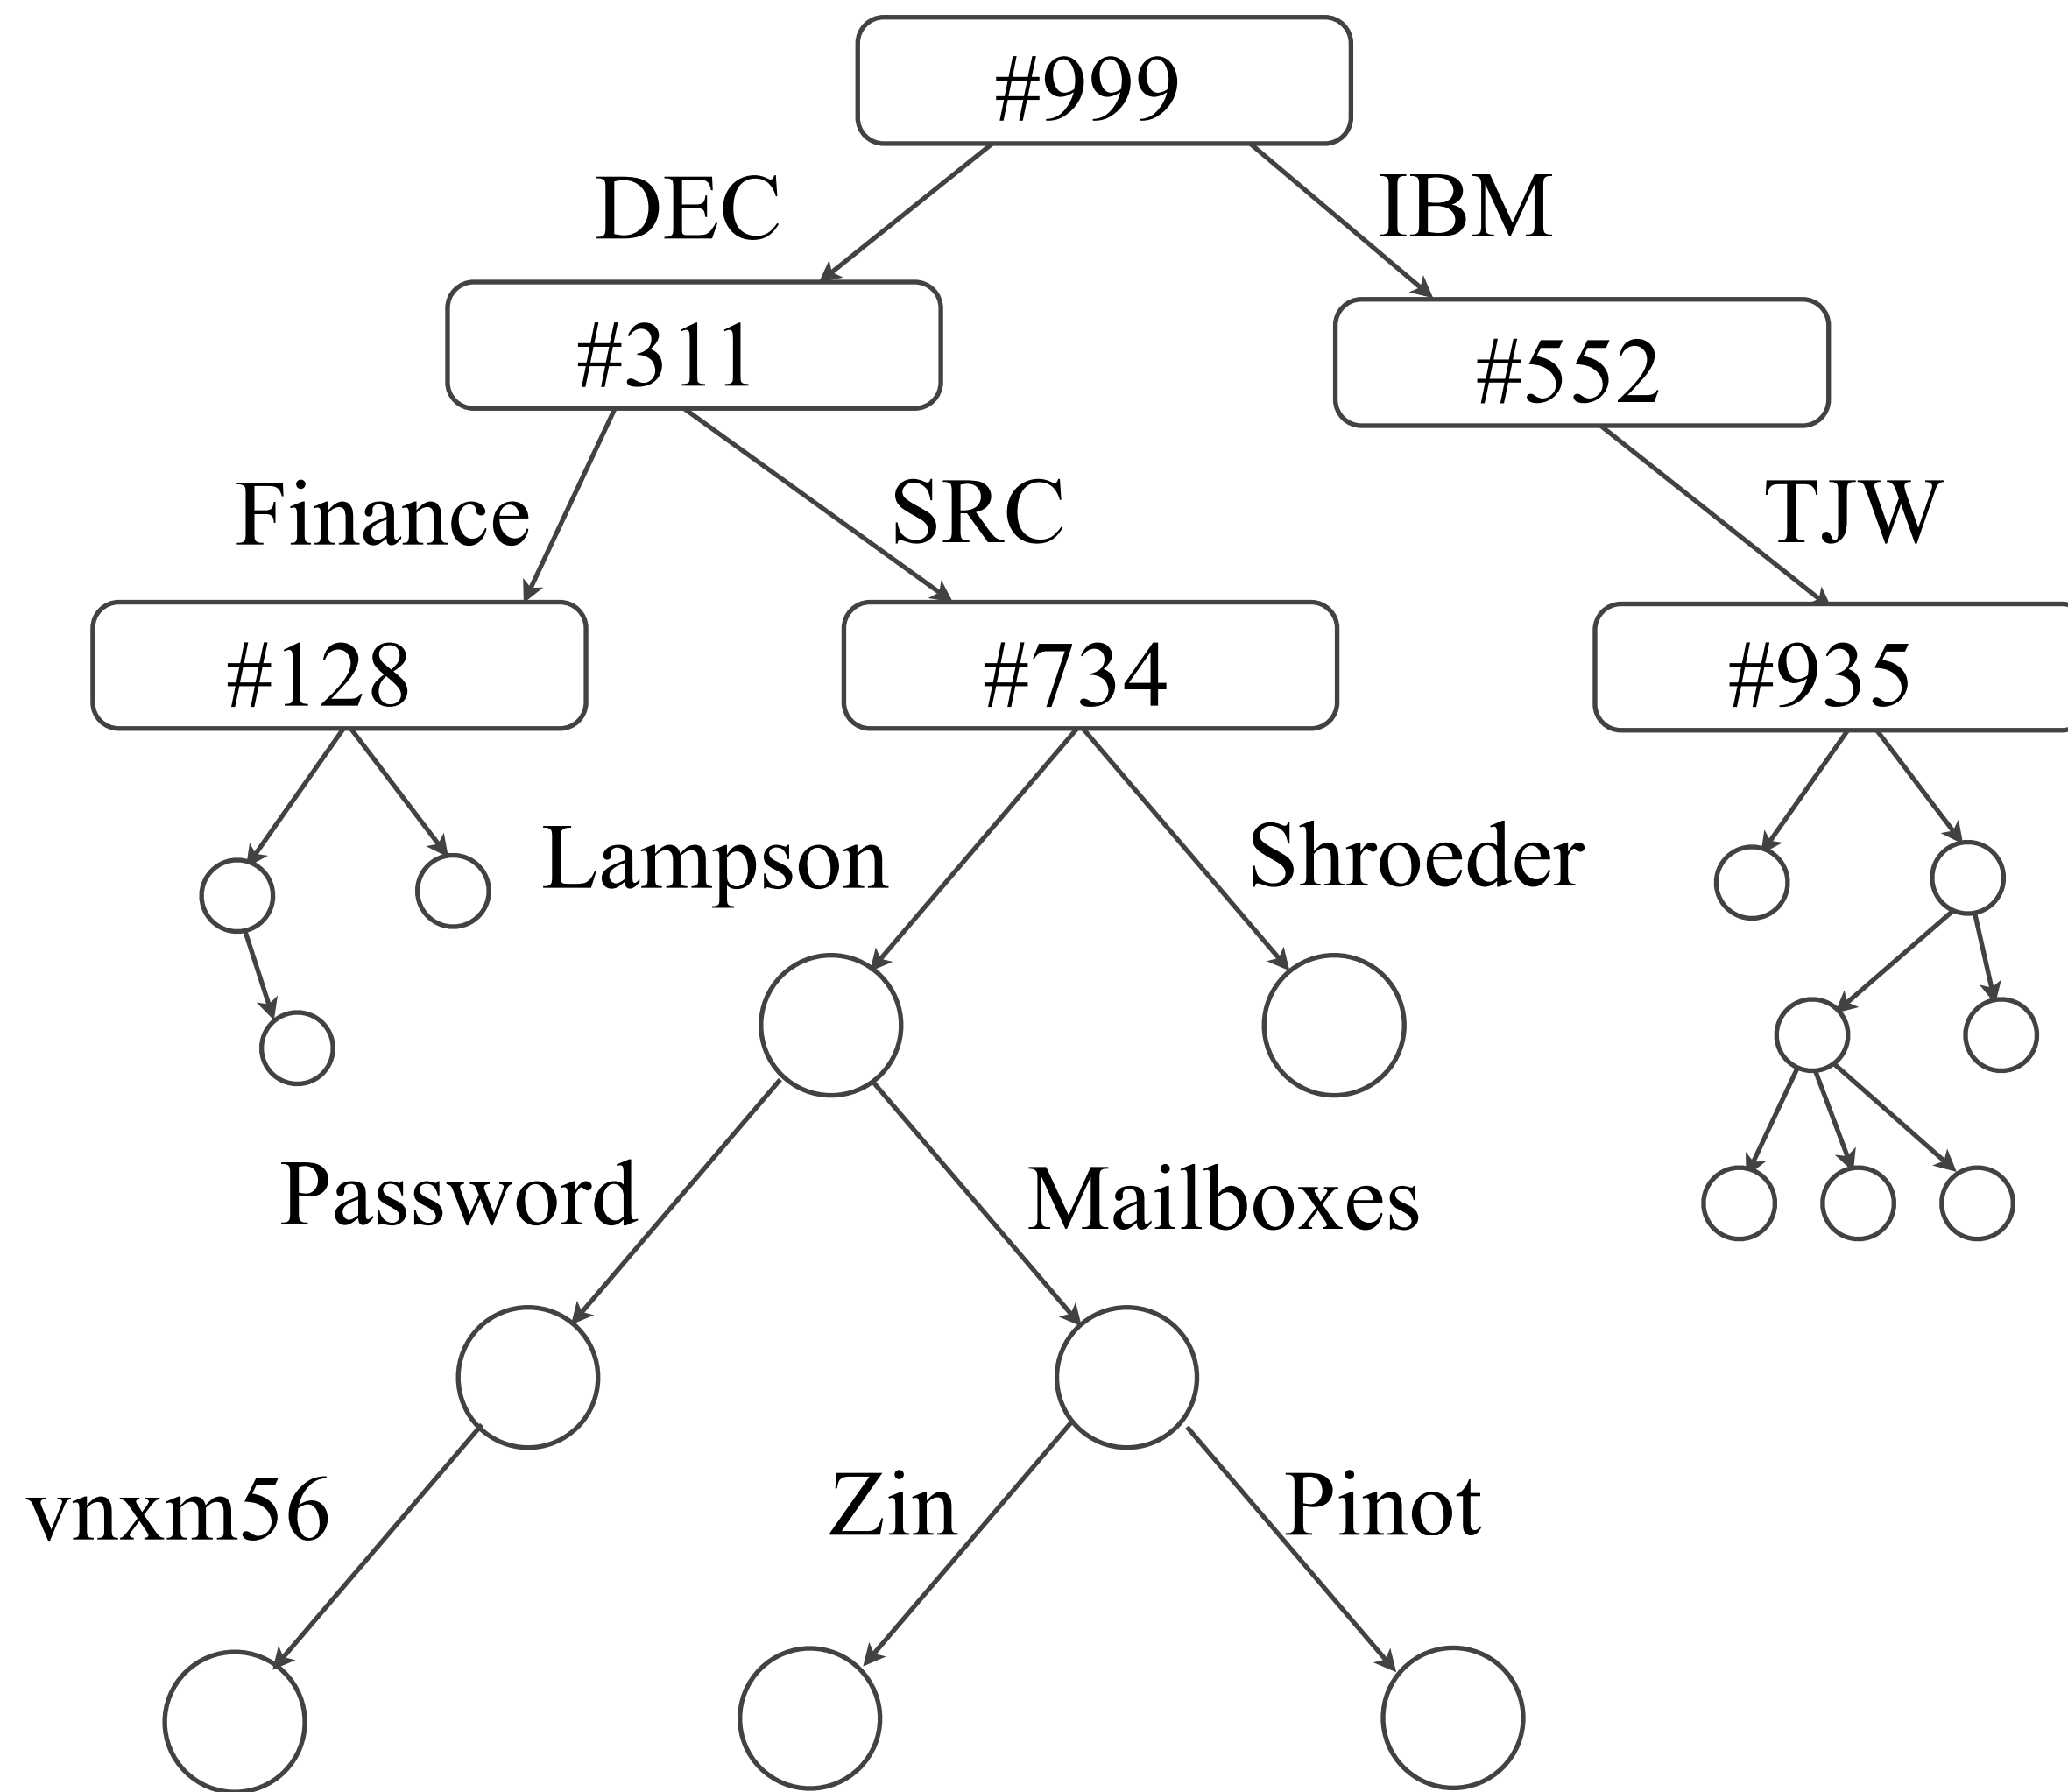 #999
DEC
IBM
#311
#552
Finance
SRC
TJW
#128
#734
#935
Lampson
Shroeder
Password
Mailboxes
vnxm56
Zin
Pinot